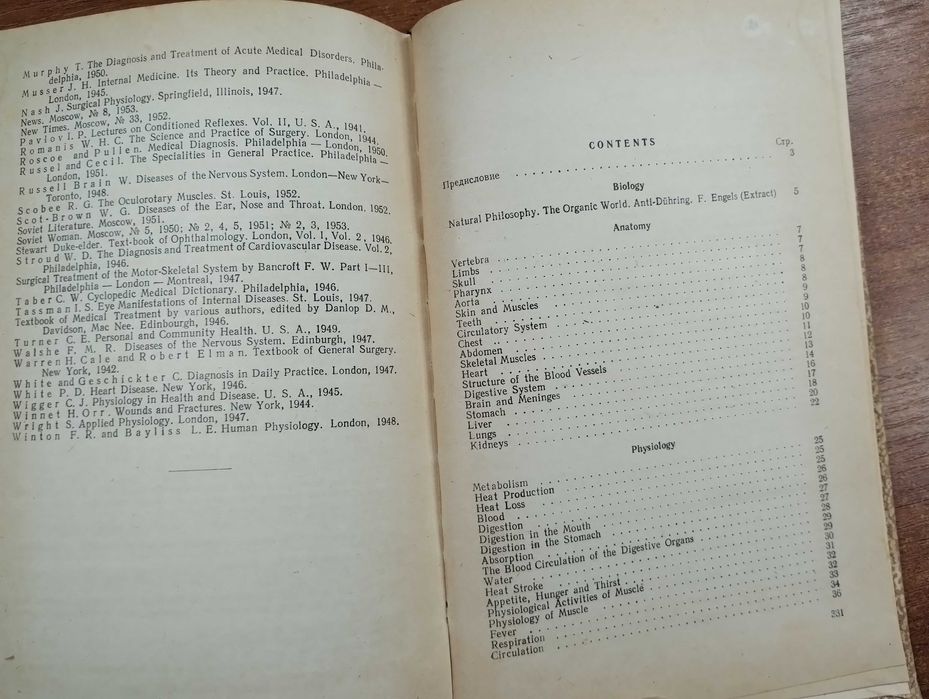 Murphy T. The Diagnosis and Treatment of Acute Medical Disorders. Phila-
delphia, 1950.
Musser J. H. Internal Medicine. Its Theory and Practice. Philadelphia —
London, 1945.
Nash J. Surgical Physiology. Springfield, Illinois, 1947.
News. Moscow, № 8, 1953.
New Times. Moscow, № 33, 1952.
Pavlov I. P. Lectures on Conditioned Reflexes. Vol. II, U. S. A., 1941.
Romanis W. H. C. The Science and Practice of Surgery. London, 1944.
Roscoe and Pullen. Medical Diagnosis. Philadelphia — London, 1950.
Russel and Cecil. The Specialities in General Practice. Philadelphia —
London, 1951.
Russell Brain W. Diseases of the Nervous System. London—New-York—
Toronto, 1948.
Scobee R. G. The Oculorotary Muscles. St. Louis, 1952.
Scot-Brown W. G. Diseases of the Ear, Nose and Throat. London. 1952.
Soviet Literature. Moscow, 1951.
Soviet Woman. Moscow, № 5, 1950; № 2, 4, 5, 1951; № 2, 3, 1953.
Stewart Duke-elder. Text-book of Ophthalmology. London, Vol. 1, Vol. 2, 1946.
Stroud W. D. The Diagnosis and Treatment of Cardiovascular Disease. Vol. 2,
Philadelphia, 1946.
Surgical Treatment of the Motor-Skeletal System by Bancroft F. W. Part I—III,
Philadelphia — London — Montreal, 1947.
Taber C. W. Cyclopedic Medical Dictionary. Philadelphia, 1946.
Tassman I. S. Eye Manifestations of Internal Diseases. St. Louis, 1947.
Textbook of Medical Treatment by various authors, edited by Danlop D. M.,
Davidson, Mac Nee. Edinbourgh, 1946.
Turner C. E. Personal and Community Health. U. S. A., 1949.
Walshe F. M. R. Diseases of the Nervous System. Edinburgh, 1947.
Warren H. Cale and Robert Elman. Textbook of General Surgery.
New York, 1942.
White and Geschickter C. Diagnosis in Daily Practice. London, 1947.
White P. D. Heart Disease. New York, 1946.
Wigger C. J. Physiology in Health and Disease. U. S. A., 1945.
Winnet H. Orr. Wounds and Fractures. New York, 1944.
Wright S. Applied Physiology. London, 1947.
Winton F. R. and Bayliss L. E. Human Physiology. London, 1948.
CONTENTS
Стр.
Предисловие 3
Biology
Natural Philosophy. The Organic World. Anti-Dühring. F. Engels (Extract) 5
Anatomy
Vertebra 7
Limbs 7
Skull 7
Pharynx 8
Aorta 8
Skin and Muscles 8
Teeth 9
Circulatory System 9
Chest 10
Abdomen 10
Skeletal Muscles 11
Heart 12
Structure of the Blood Vessels 13
Digestive System 14
Brain and Meninges 16
Stomach 17
Liver 18
Lungs 20
Kidneys 22
Physiology
Metabolism 25
Heat Production 25
Heat Loss 25
Blood 26
Digestion 26
Digestion in the Mouth 27
Digestion in the Stomach 27
Absorption 28
The Blood Circulation of the Digestive Organs 29
Water 29
Heat Stroke 30
Appetite, Hunger and Thirst 31
Physiological Activities of Muscle 32
Physiology of Muscle 32
Fever 33
Respiration 34
Circulation 36
331